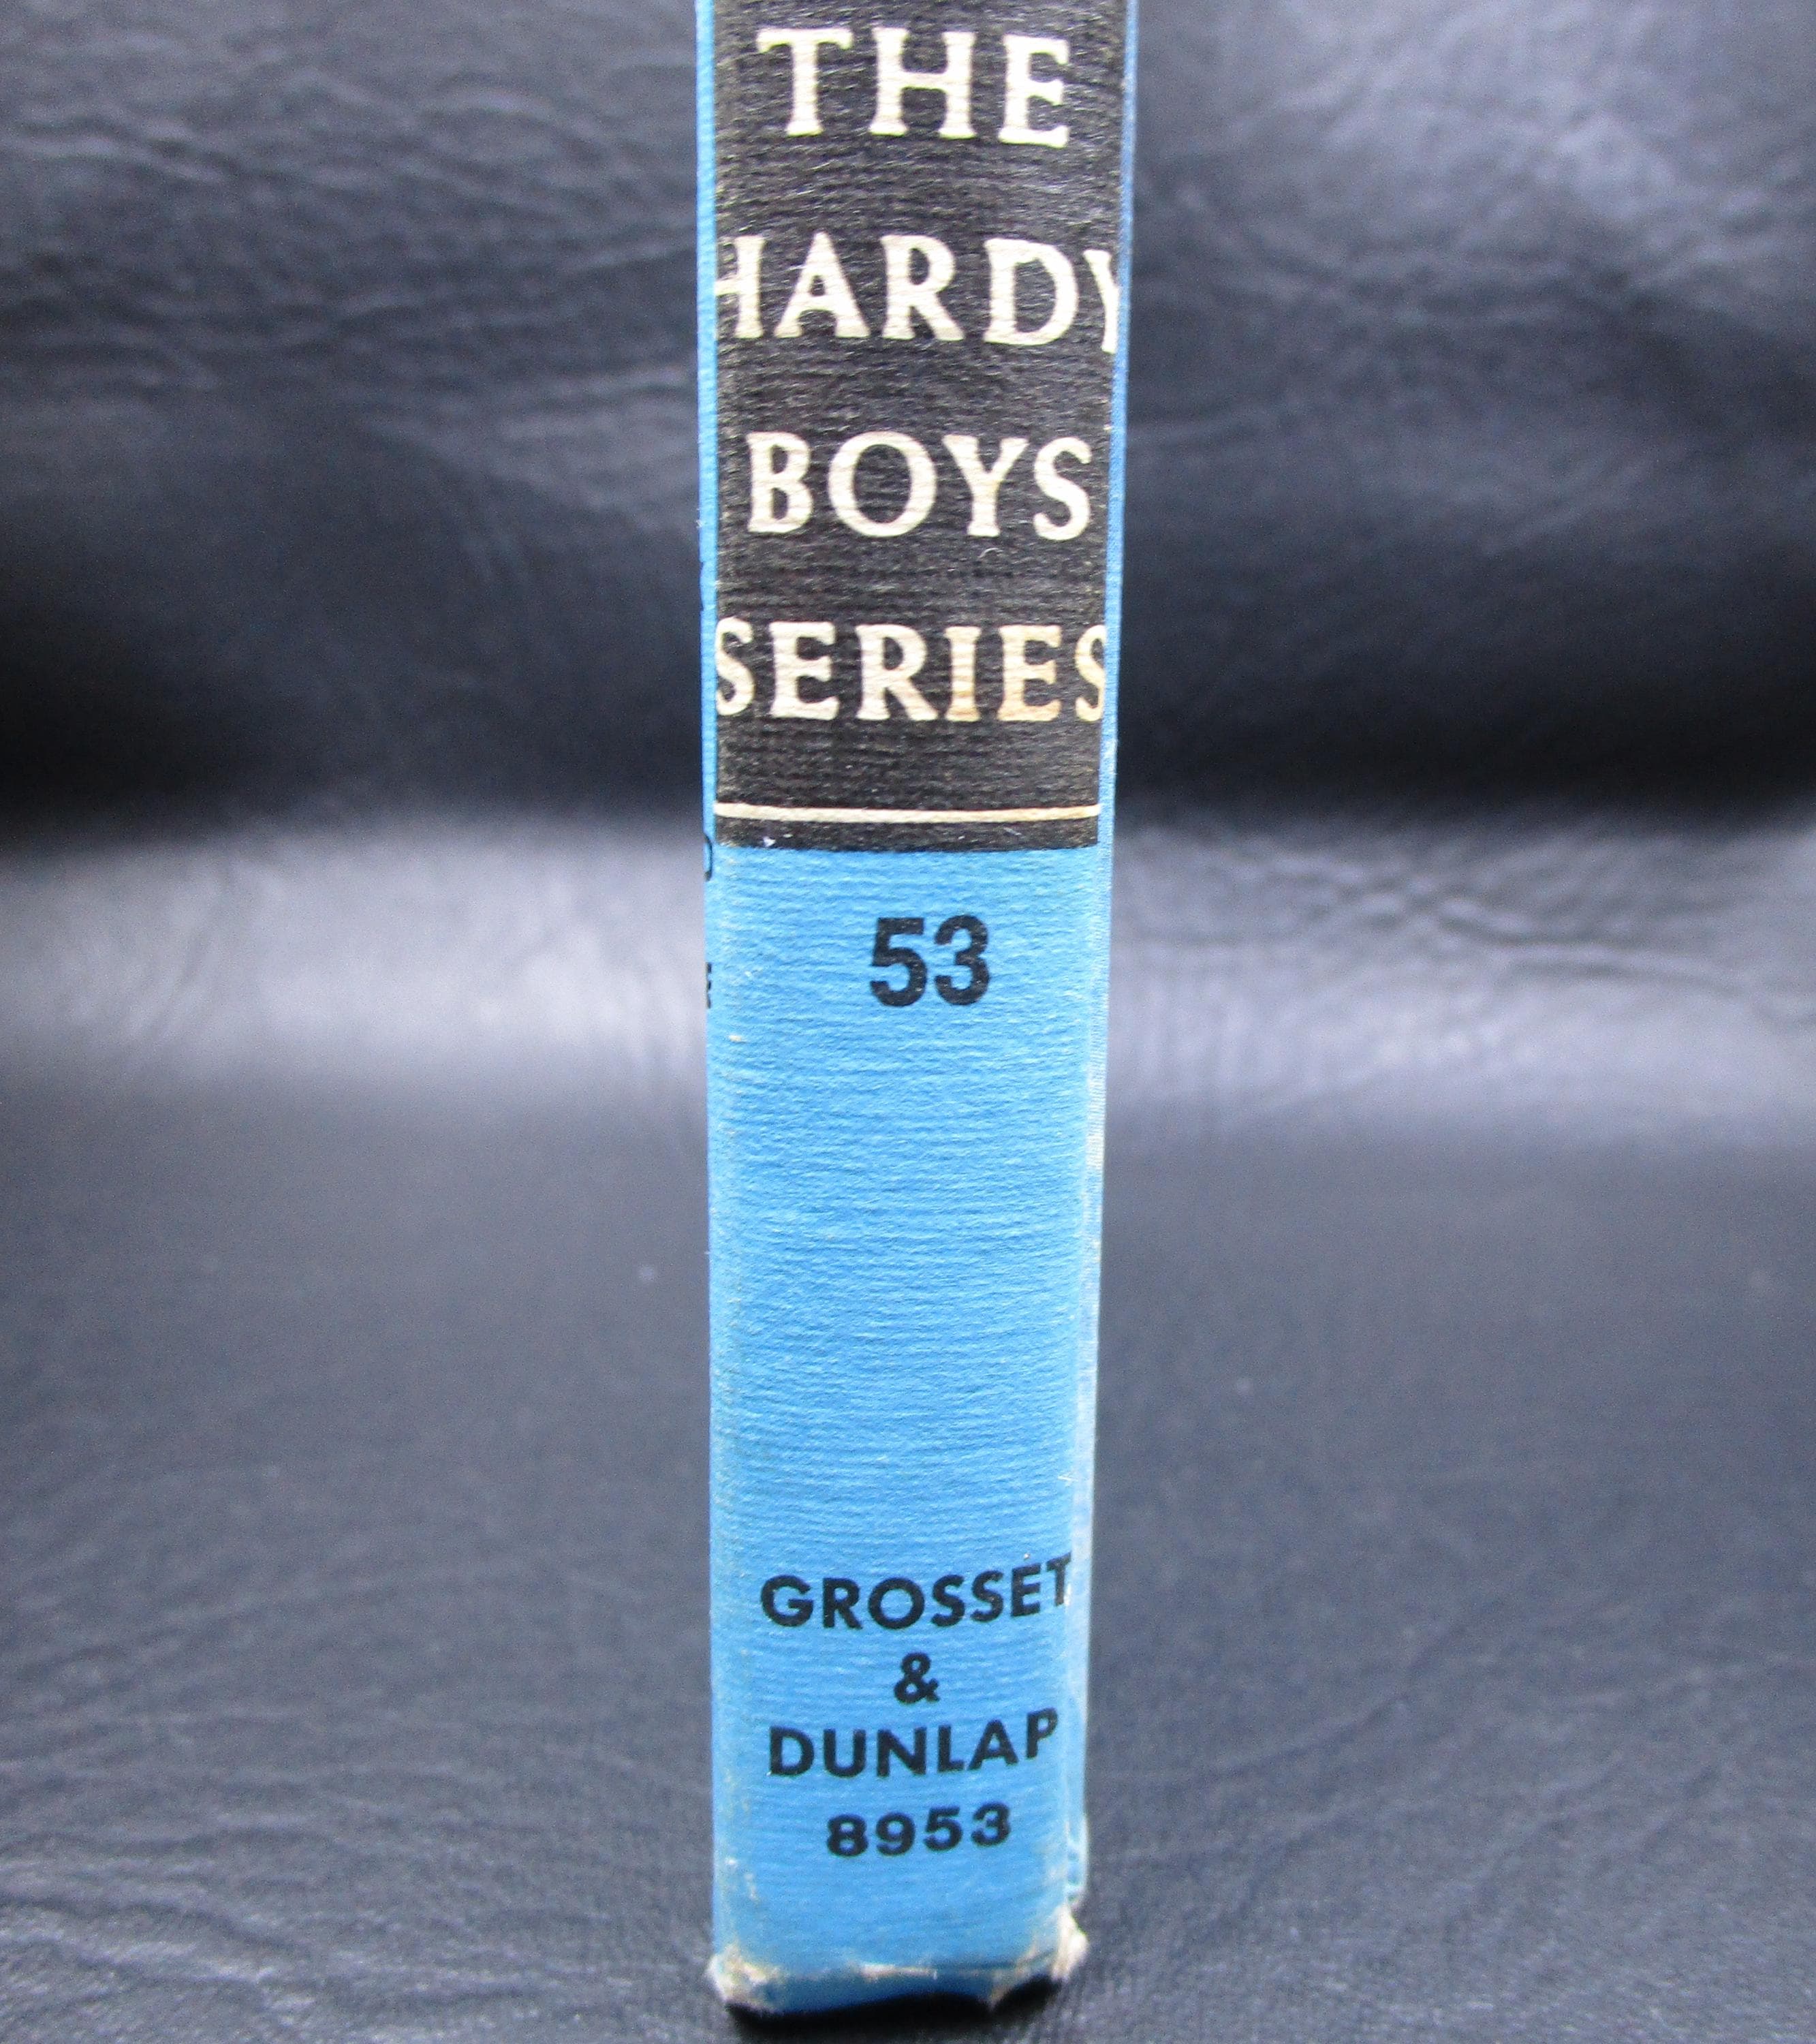 THE
HARDY
BOYS
SERIES
53
GROSSET
&
DUNLAP
8953